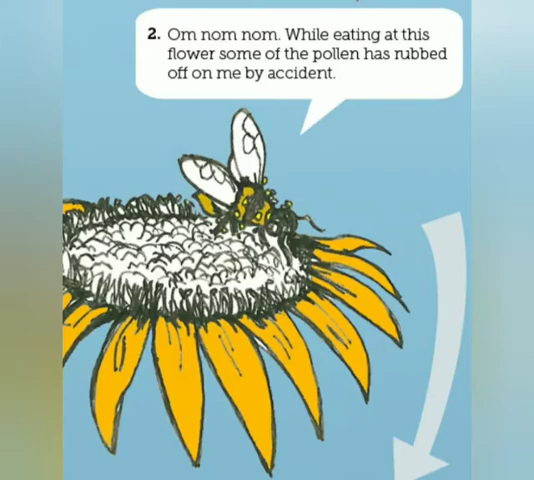 2. Om nom nom. While eating at this
flower some of the pollen has rubbed
off on me by accident.